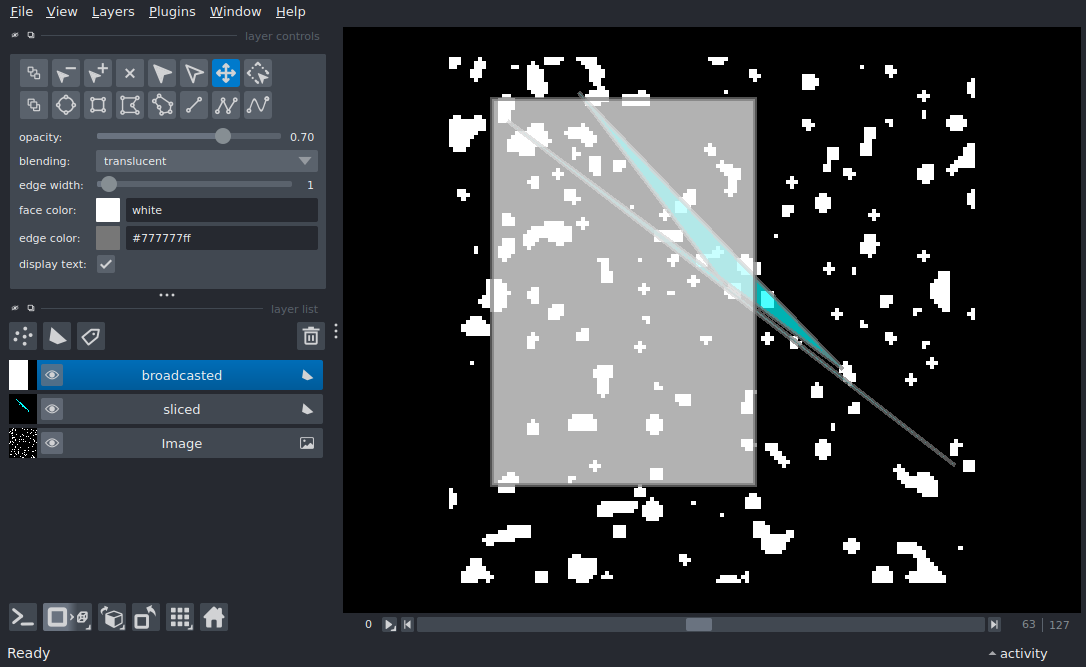 File View Layers Plugins Window Help
layer controls
opacity: 0.70
blending: translucent
edge width: 1
face color: white
edge color: #777777ff
display text:
layer list
broadcasted
sliced
Image
0 63 127
Ready activity